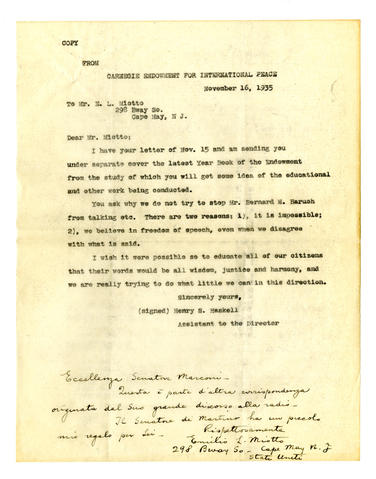 COPY
FROM
CARNEGIE ENDOWMENT FOR INTERNATIONAL PEACE
November 16, 1935
To Mr. E. L. Miotto
298 Bway So.
Cape May, N J.
Dear Mr. Miotto;
I have your letter of Nov. 15 and am sending you
under separate cover the latest Year Book of the Endowment
from the study of which you will get some idea of the educational
and other work being conducted.
You ask why we do not try to stop Mr. Bernard M. Baruch
from talking etc. There are two reasons: 1), it is impossible;
2), we believe in freedom of speech, even when we disagree
with what is said.
I wish it were possible so to educate all of our citizens
that their words would be all wisdom, justice and harmony, and
we are really trying to do what little we can in this direction.
Sincerely yours,
(signed) Henry S. Haskell
Assistant to the Director
Eccellenza Senatore Marconi -
Questa è parte d'altra corrispondenza
originata dal Suo grande discorso alla radio -
Il Senatore de Martino ha un piccolo
mio regalo per Lei -
Rispettosamente
Emilio L. Miotto
298 Bway So - Cape May N. J
Stati Uniti